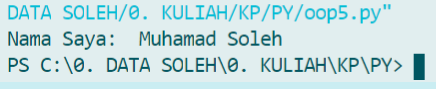 DATA SOLEH/0. KULIAH/KP/PY/oop5.py"
Nama Saya:  Muhamad Soleh
PS C:\0. DATA SOLEH\0. KULIAH\KP\PY>